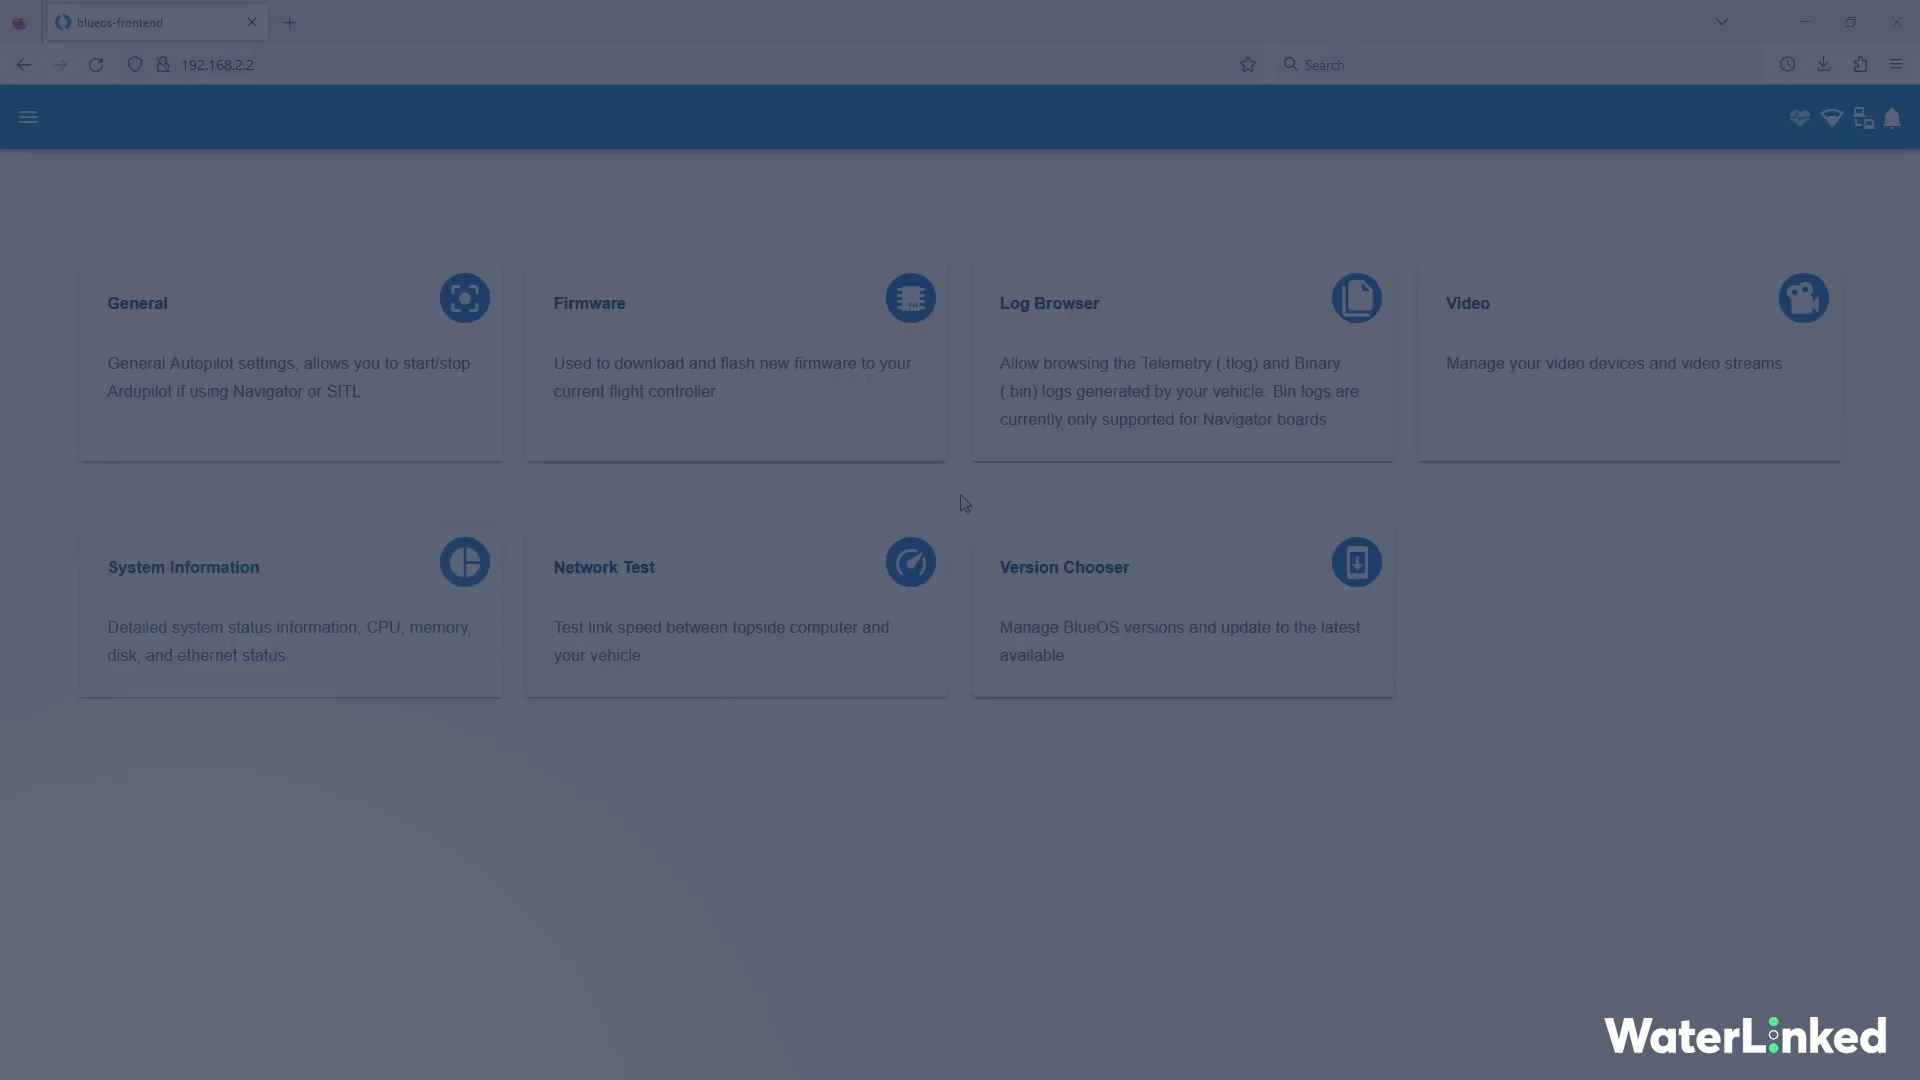 blueos-frontend
192.168.2.2
Search
General
General Autopilot settings, allows you to start/stop
Ardupilot if using Navigator or SITL
Firmware
Used to download and flash new firmware to your
current flight controller
Log Browser
Allow browsing the Telemetry (.tlog) and Binary
(.bin) logs generated by your vehicle. Bin logs are
currently only supported for Navigator boards
Video
Manage your video devices and video streams
System Information
Detailed system status information, CPU, memory,
disk, and ethernet status
Network Test
Test link speed between topside computer and
your vehicle
Version Chooser
Manage BlueOS versions and update to the latest
available
WaterLinked